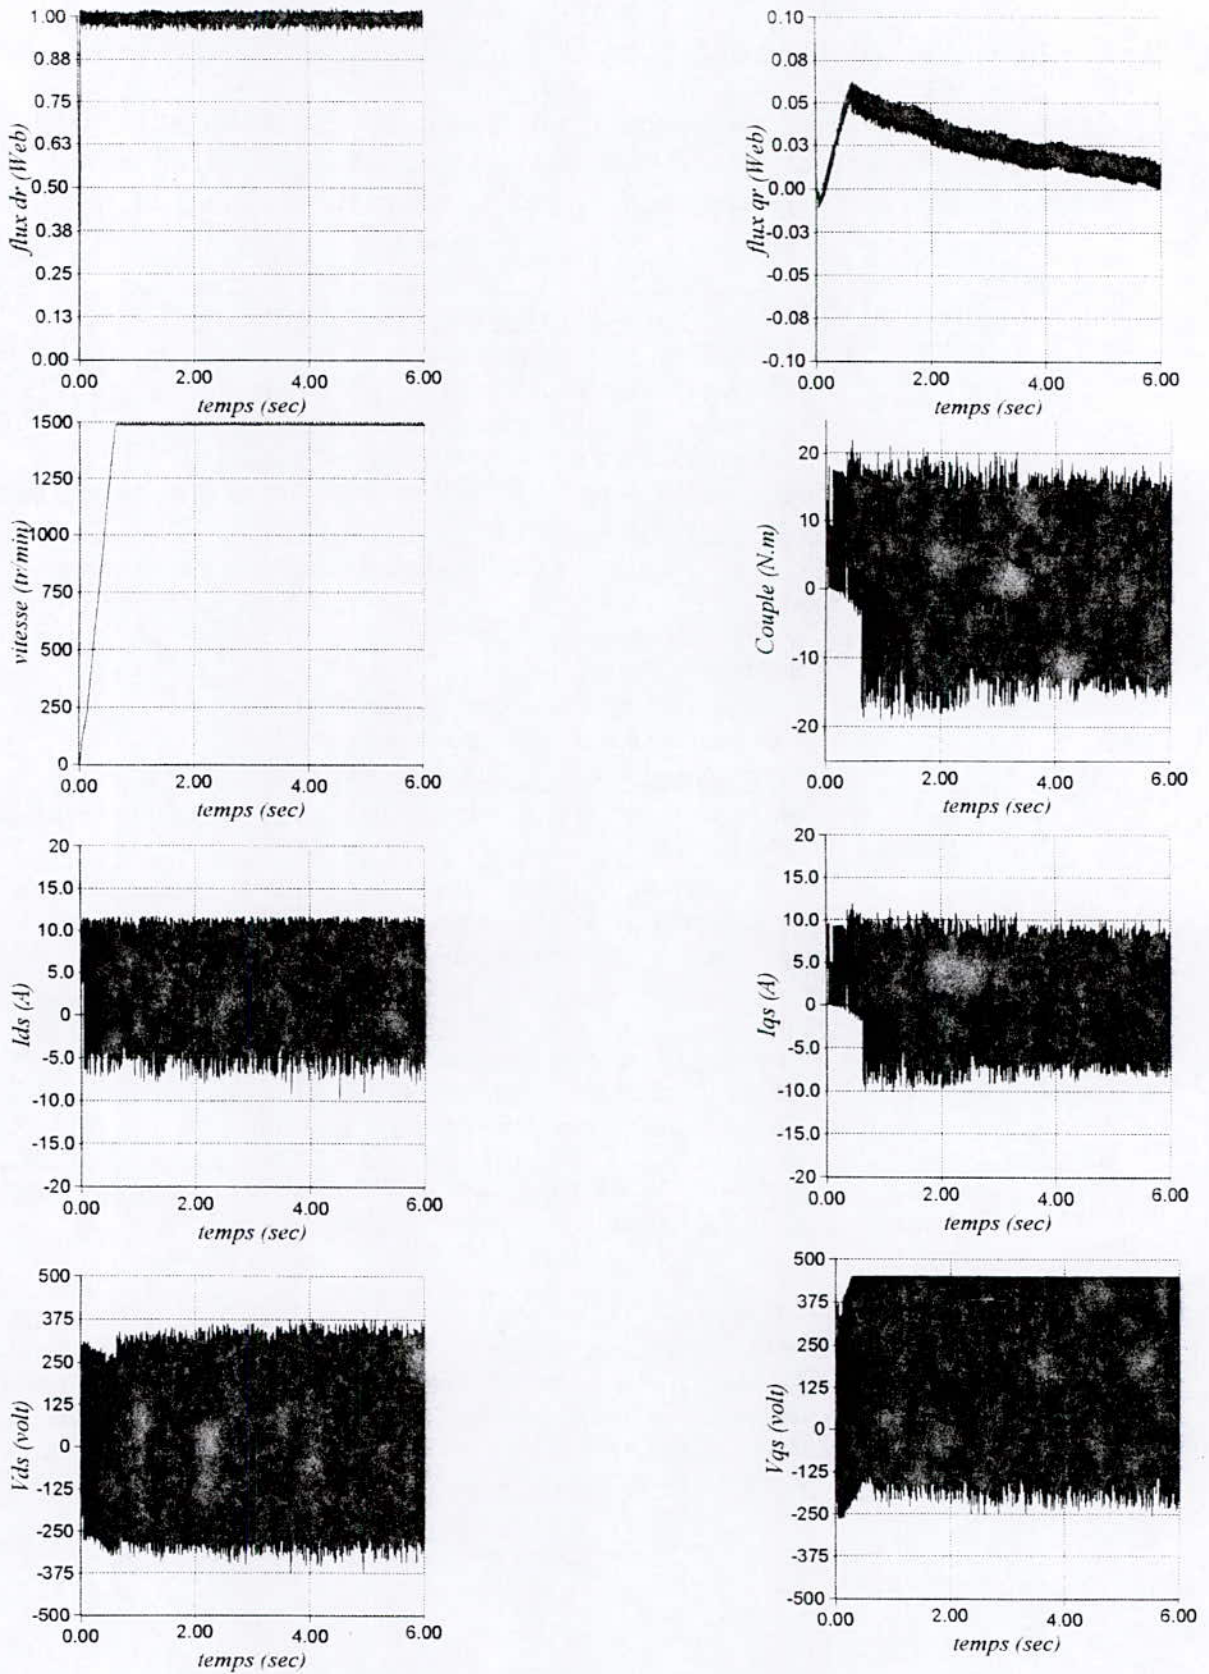 1.00
0.88
0.75
0.63
0.50
0.38
0.25
0.13
0.00
flux dr (Web)
0.00 2.00 4.00 6.00
temps (sec)
0.10
0.08
0.05
0.03
0.00
-0.03
-0.05
-0.08
-0.10
flux qr (Web)
0.00 2.00 4.00 6.00
temps (sec)
1500
1250
1000
750
500
250
0
vitesse (tr/min)
0.00 2.00 4.00 6.00
temps (sec)
20
10
0
-10
-20
Couple (N.m)
0.00 2.00 4.00 6.00
temps (sec)
20
15.0
10.0
5.0
0
-5.0
-10.0
-15.0
-20
Ids (A)
0.00 2.00 4.00 6.00
temps (sec)
20
15.0
10.0
5.0
0
-5.0
-10.0
-15.0
-20
Iqs (A)
0.00 2.00 4.00 6.00
temps (sec)
500
375
250
125
0
-125
-250
-375
-500
Vds (volt)
0.00 2.00 4.00 6.00
temps (sec)
500
375
250
125
0
-125
-250
-375
-500
Vqs (volt)
0.00 2.00 4.00 6.00
temps (sec)